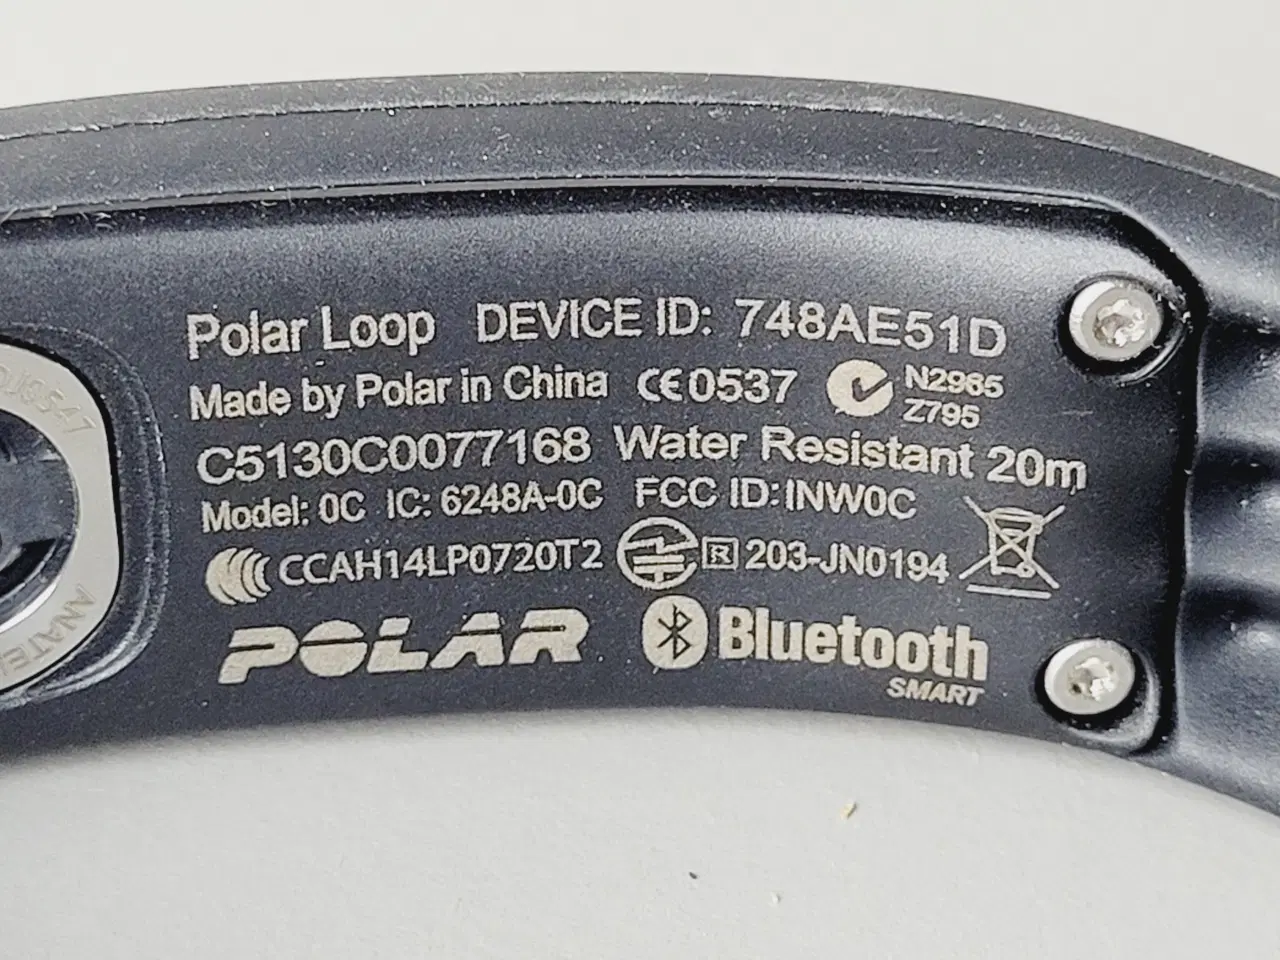 Polar Loop DEVICE ID: 748AE51D
Made by Polar in China CE0537 N2965
Z795
C5130C0077168 Water Resistant 20m
Model: 0C IC: 6248A-0C FCC ID: INW0C
CCAH14LP0720T2 R 203-JN0194
POLAR Bluetooth
SMART